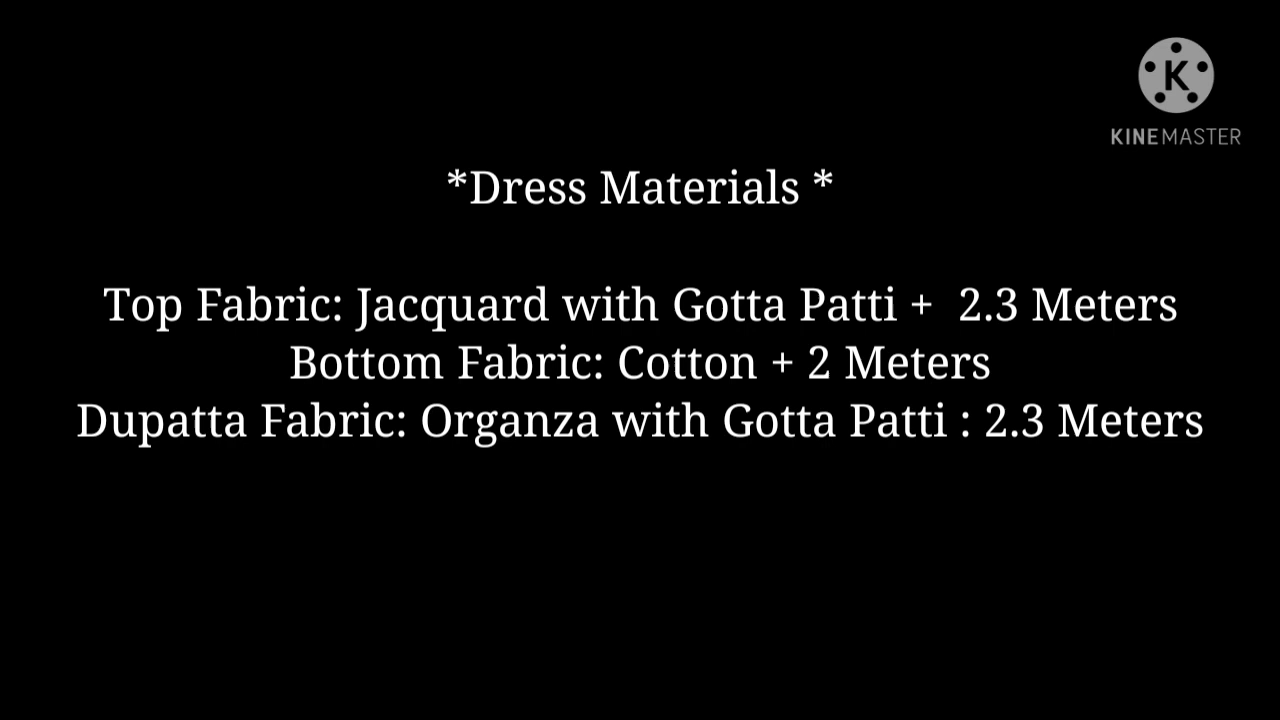 K
KINEMASTER
*Dress Materials *
Top Fabric: Jacquard with Gotta Patti +  2.3 Meters
Bottom Fabric: Cotton + 2 Meters
Dupatta Fabric: Organza with Gotta Patti : 2.3 Meters